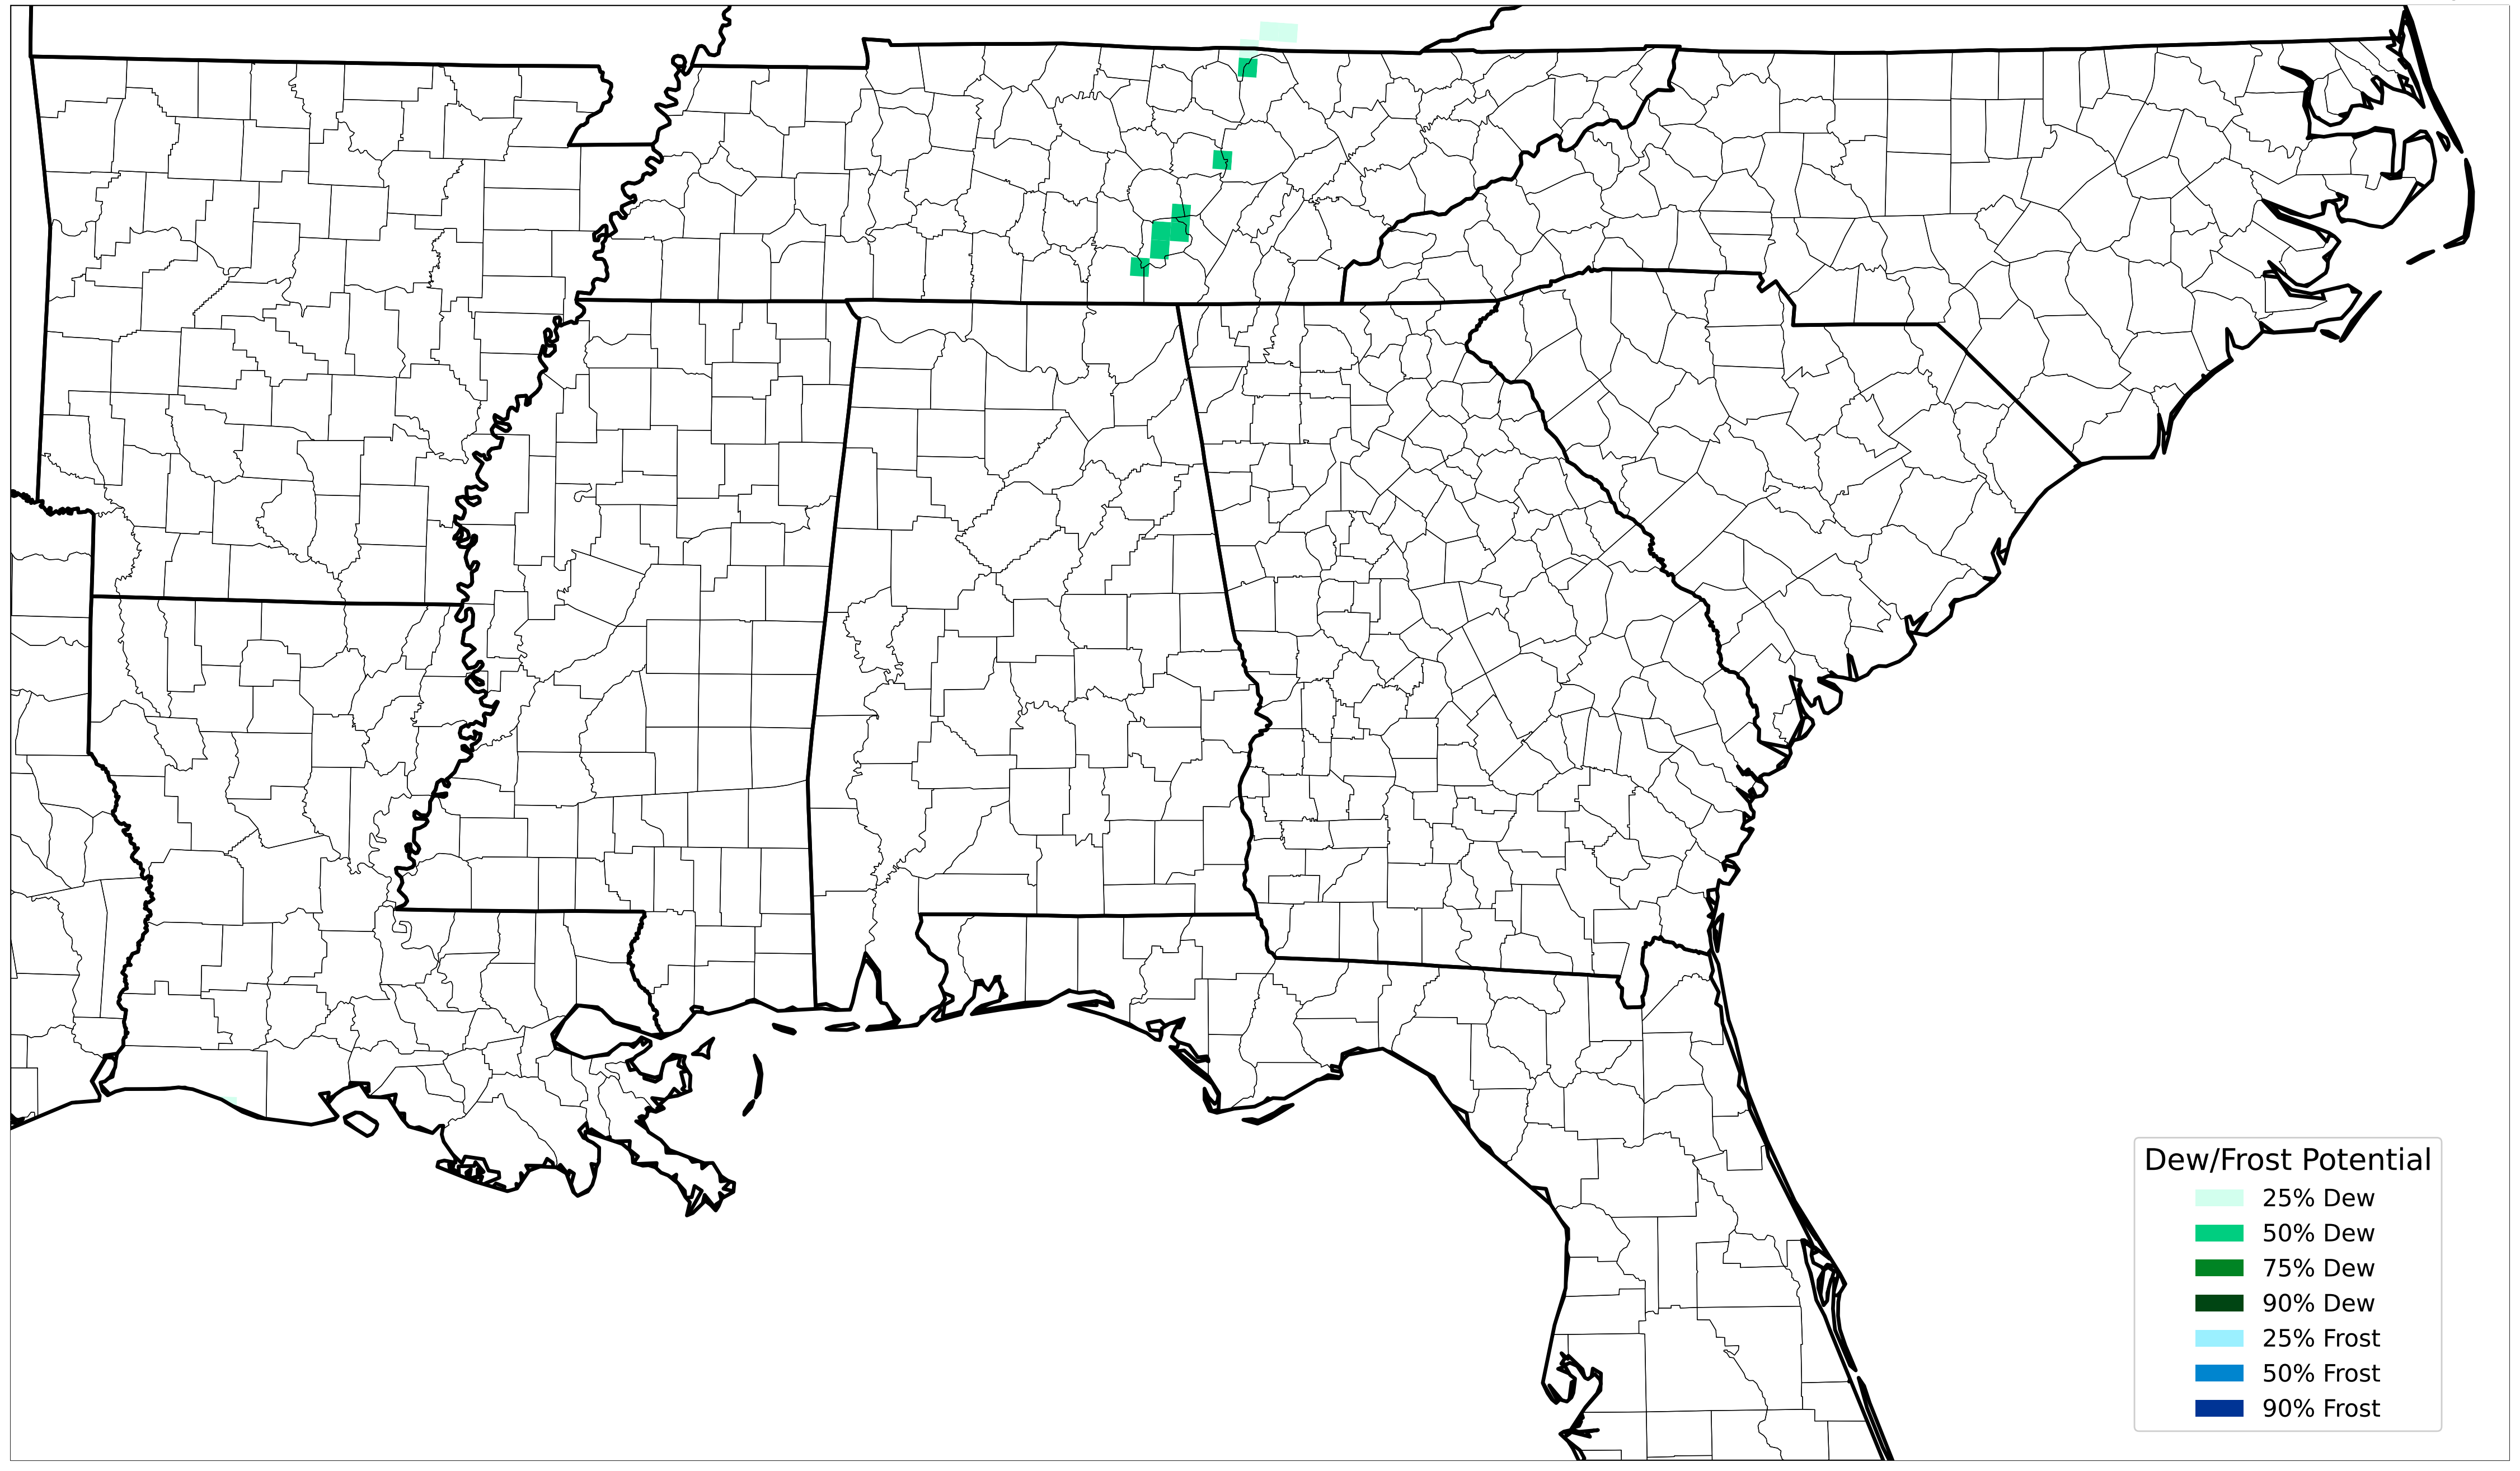 Dew/Frost Potential
25% Dew
50% Dew
75% Dew
90% Dew
25% Frost
50% Frost
90% Frost